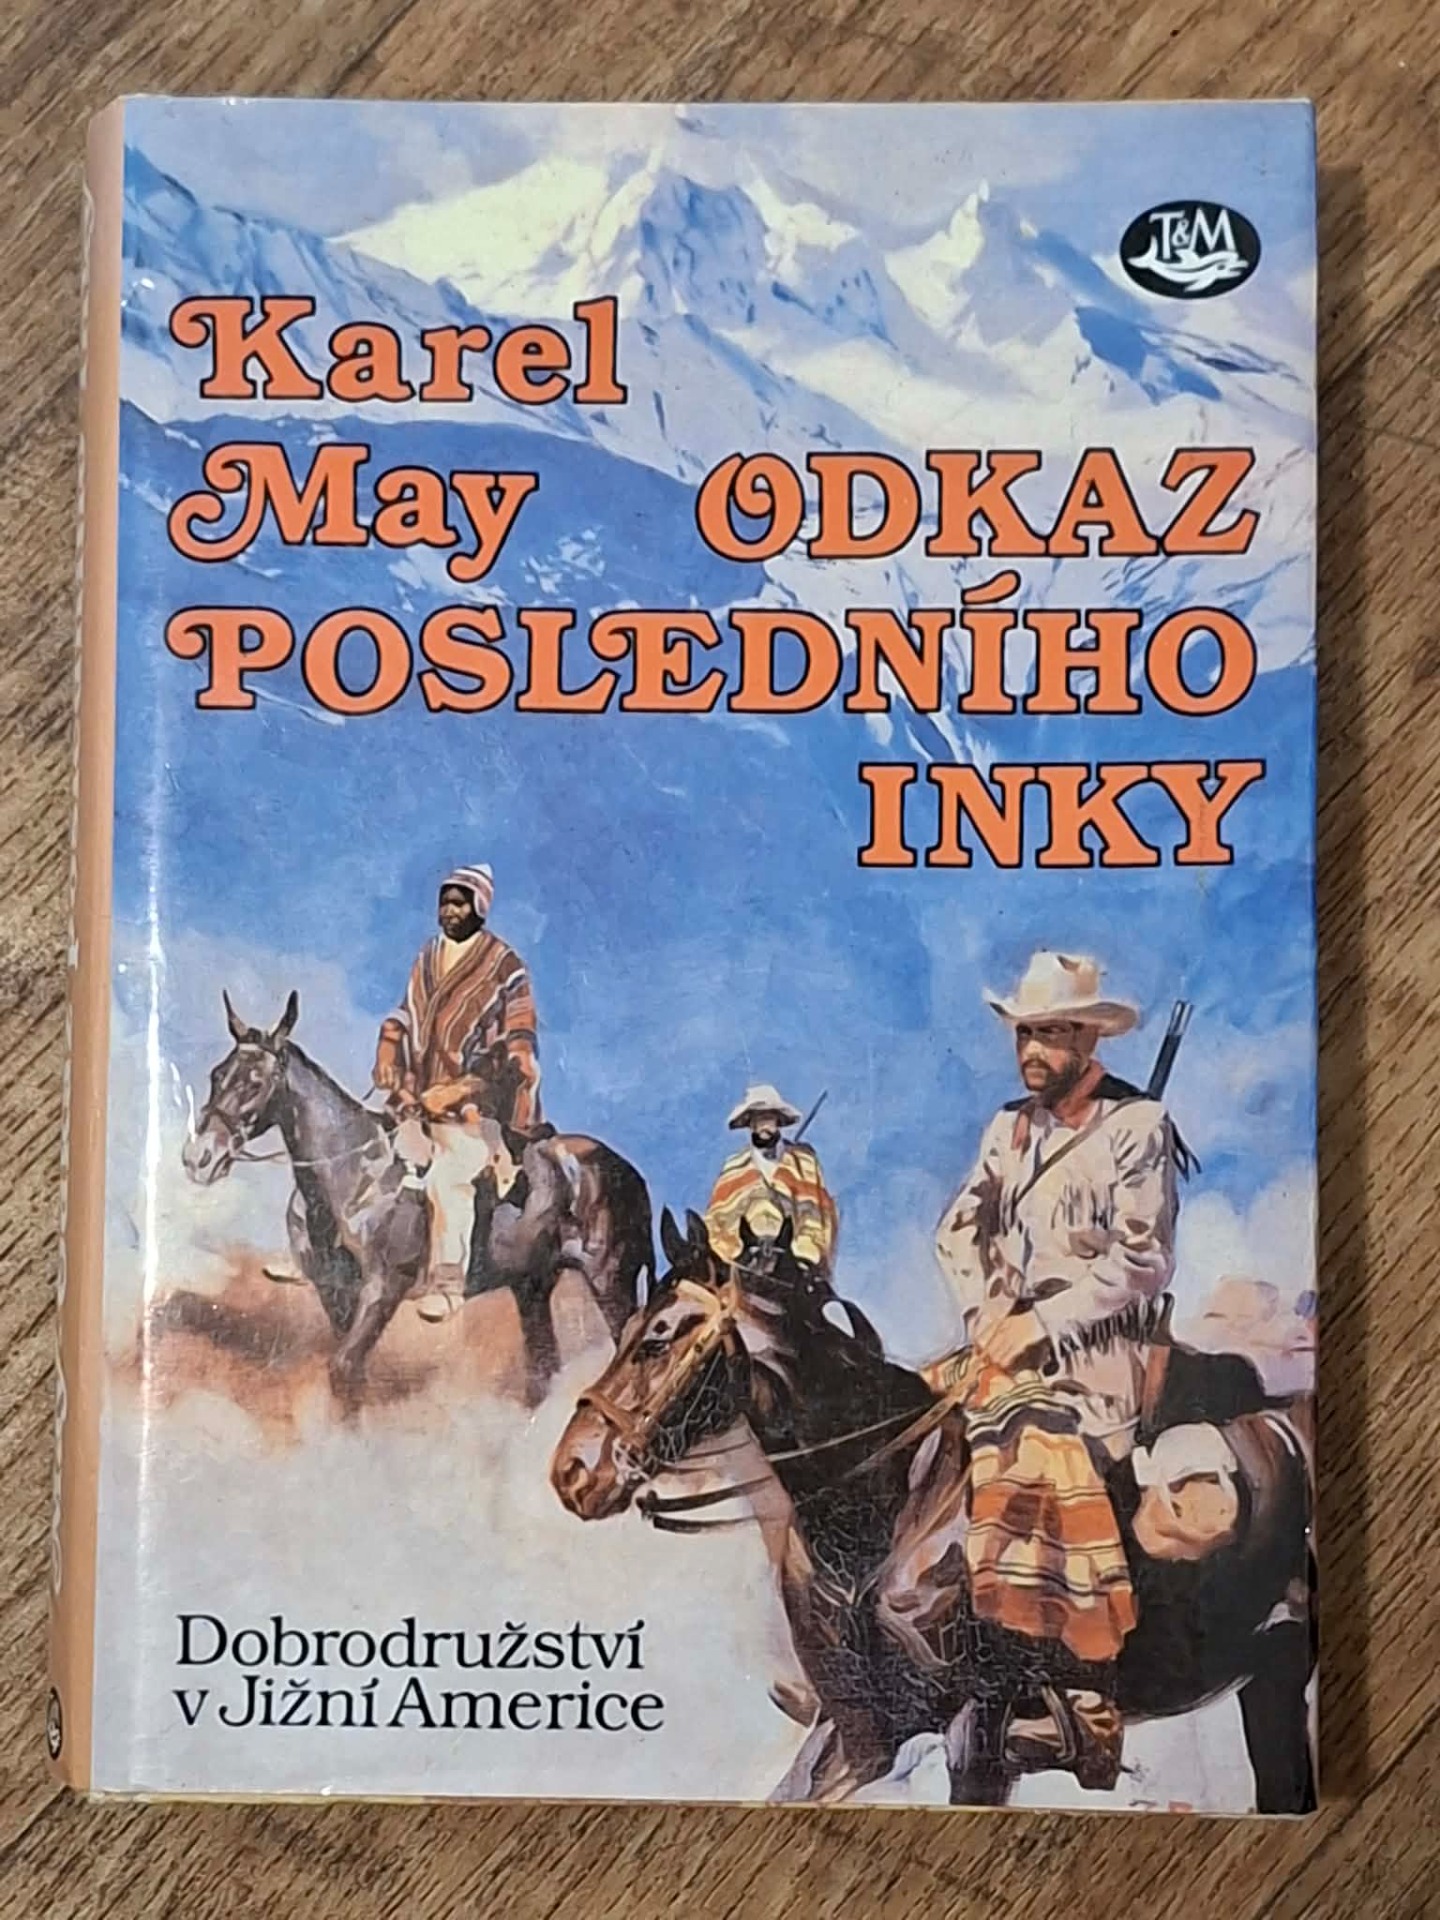 T&M
Karel
May ODKAZ
POSLEDNÍHO
INKY
Dobrodružství
v Jižní Americe